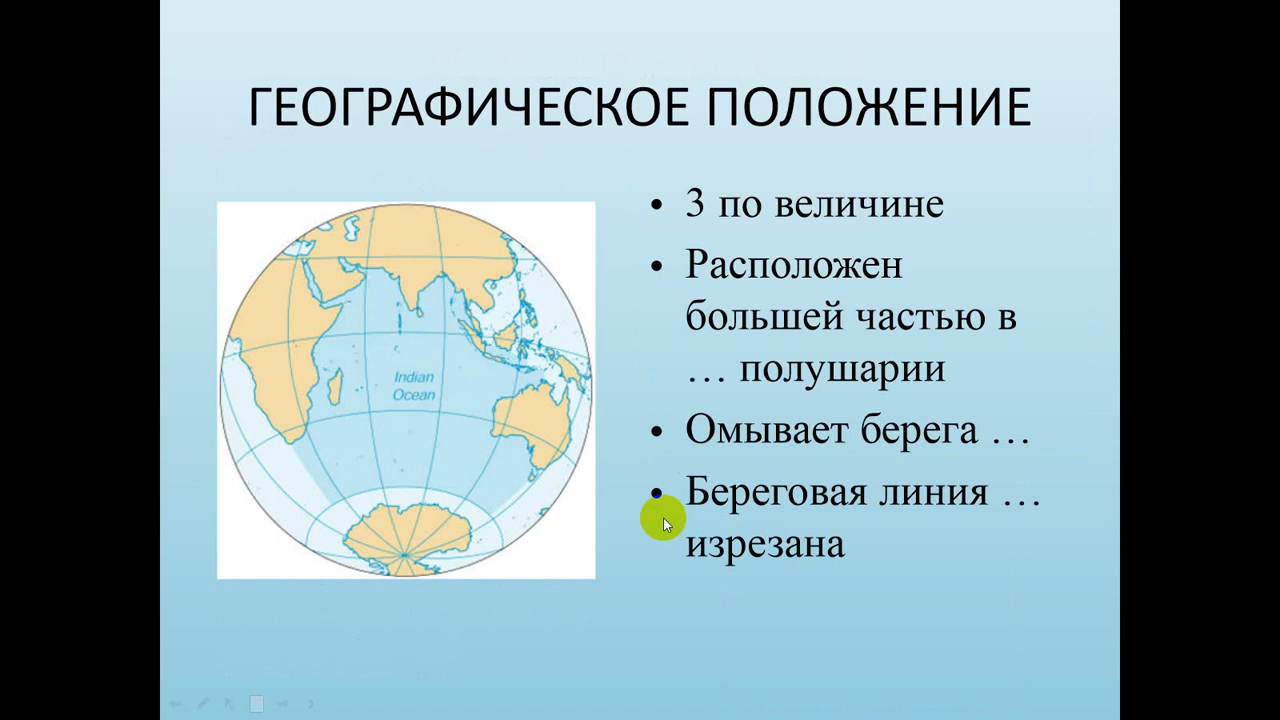 ГЕОГРАФИЧЕСКОЕ ПОЛОЖЕНИЕ
Indian
Ocean
• 3 по величине
• Расположен
большей частью в
… полушарии
• Омывает берега …
• Береговая линия …
изрезана